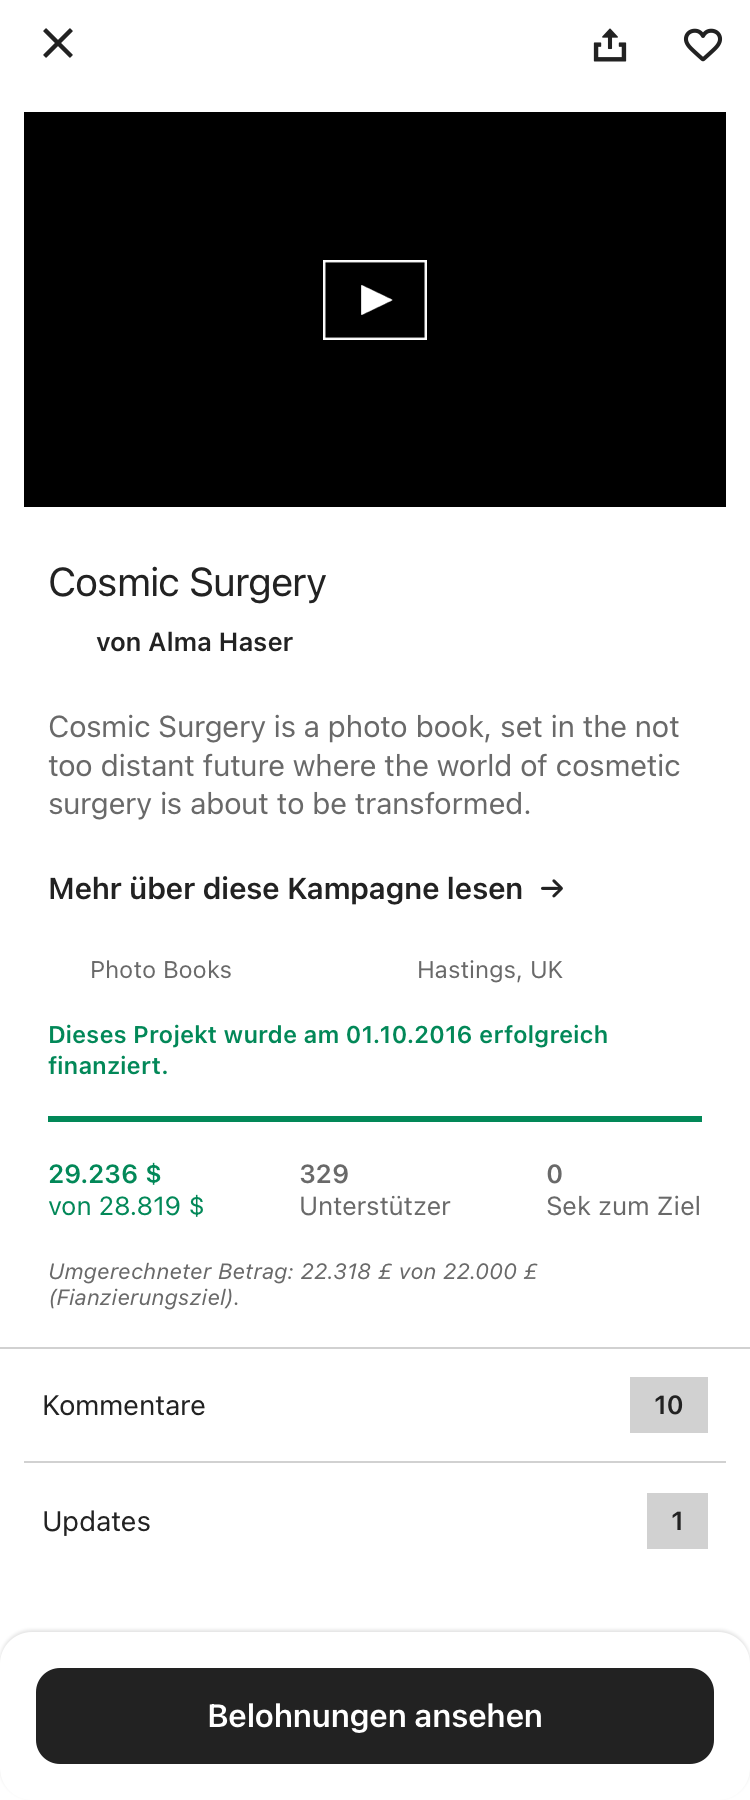 Cosmic Surgery
von Alma Haser
Cosmic Surgery is a photo book, set in the not
too distant future where the world of cosmetic
surgery is about to be transformed.
Mehr über diese Kampagne lesen →
Photo Books
Hastings, UK
Dieses Projekt wurde am 01.10.2016 erfolgreich
finanziert.
29.236 $
von 28.819 $
329
Unterstützer
0
Sek zum Ziel
Umgerechneter Betrag: 22.318 £ von 22.000 £
(Fianzierungsziel).
Kommentare
10
Updates
1
Belohnungen ansehen